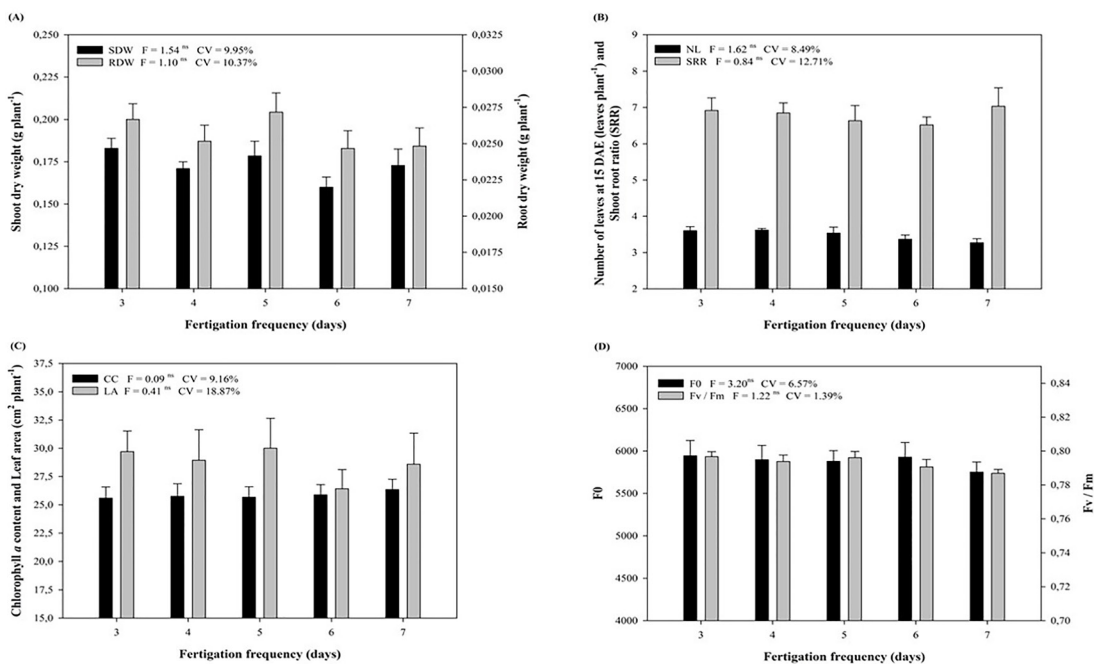 (A)
0,250
0,225
0,200
0,175
0,150
0,125
0,100
Shoot dry weight (g plant⁻¹)
SDW F = 1.54 ns CV = 9.95%
RDW F = 1.10 ns CV = 10.37%
0,0325
0,0300
0,0275
0,0250
0,0225
0,0200
0,0175
0,0150
Root dry weight (g plant⁻¹)
3 4 5 6 7
Fertigation frequency (days)
(B)
9
8
7
6
5
4
3
2
Number of leaves at 15 DAE (leaves plant⁻¹) and
Shoot root ratio (SRR)
NL F = 1.62 ns CV = 8.49%
SRR F = 0.84 ns CV = 12.71%
3 4 5 6 7
Fertigation frequency (days)
(C)
37,5
35,0
32,5
30,0
27,5
25,0
22,5
20,0
17,5
15,0
Chlorophyll a content and Leaf area (cm² plant⁻¹)
CC F = 0.09 ns CV = 9.16%
LA F = 0.41 ns CV = 18.87%
3 4 5 6 7
Fertigation frequency (days)
(D)
7000
6500
6000
5500
5000
4500
4000
F0
F0 F = 3.20 ns CV = 6.57%
Fv / Fm F = 1.22 ns CV = 1.39%
0,84
0,82
0,80
0,78
0,76
0,74
0,72
0,70
Fv / Fm
3 4 5 6 7
Fertigation frequency (days)